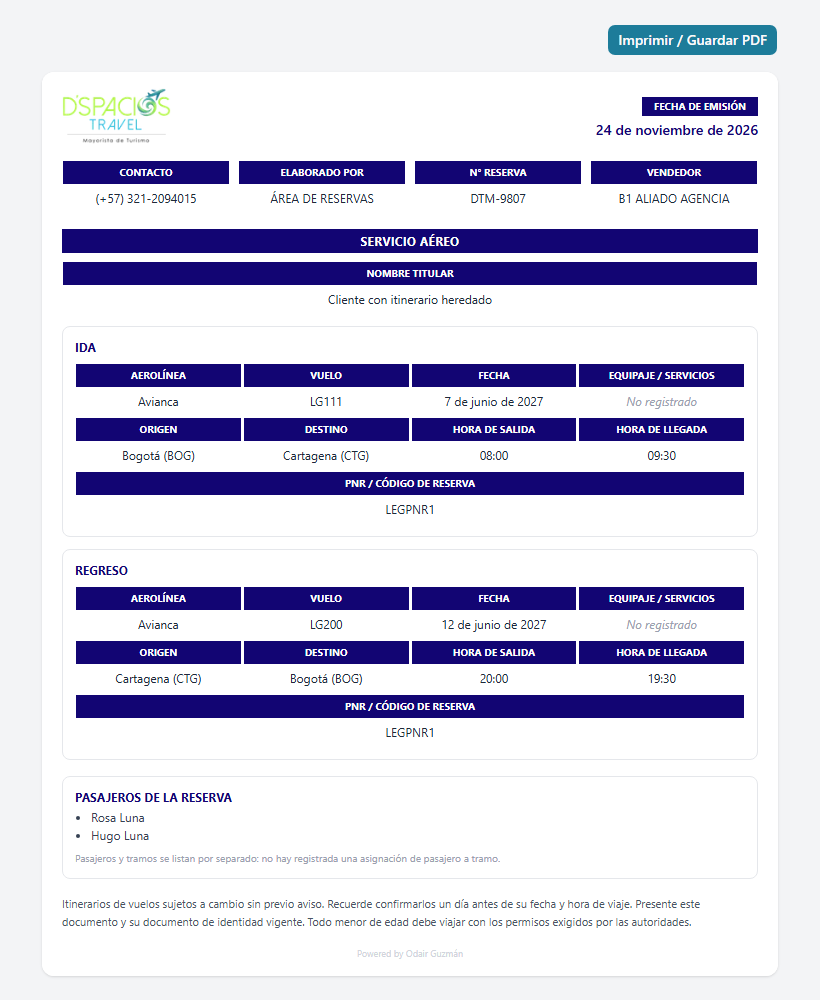 Imprimir / Guardar PDF
D'SPACIOS
TRAVEL
Mayorista de Turismo
FECHA DE EMISIÓN
24 de noviembre de 2026
CONTACTO ELABORADO POR N° RESERVA VENDEDOR
(+57) 321-2094015 ÁREA DE RESERVAS DTM-9807 B1 ALIADO AGENCIA
SERVICIO AÉREO
NOMBRE TITULAR
Cliente con itinerario heredado
IDA
AEROLÍNEA VUELO FECHA EQUIPAJE / SERVICIOS
Avianca LG111 7 de junio de 2027 No registrado
ORIGEN DESTINO HORA DE SALIDA HORA DE LLEGADA
Bogotá (BOG) Cartagena (CTG) 08:00 09:30
PNR / CÓDIGO DE RESERVA
LEGPNR1
REGRESO
AEROLÍNEA VUELO FECHA EQUIPAJE / SERVICIOS
Avianca LG200 12 de junio de 2027 No registrado
ORIGEN DESTINO HORA DE SALIDA HORA DE LLEGADA
Cartagena (CTG) Bogotá (BOG) 20:00 19:30
PNR / CÓDIGO DE RESERVA
LEGPNR1
PASAJEROS DE LA RESERVA
• Rosa Luna
• Hugo Luna
Pasajeros y tramos se listan por separado: no hay registrada una asignación de pasajero a tramo.
Itinerarios de vuelos sujetos a cambio sin previo aviso. Recuerde confirmarlos un día antes de su fecha y hora de viaje. Presente este
documento y su documento de identidad vigente. Todo menor de edad debe viajar con los permisos exigidos por las autoridades.
Powered by Odair Guzmán